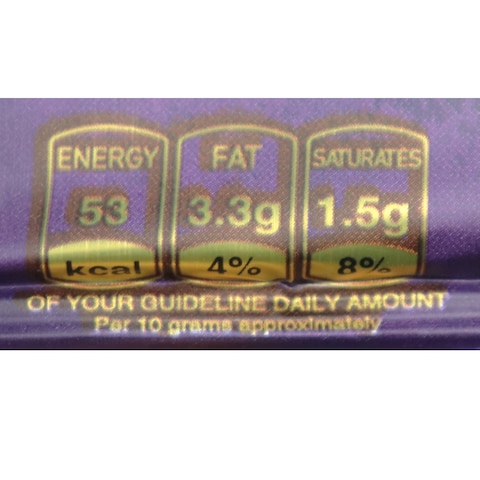 ENERGY FAT SATURATES
53 3.3g 1.5g
kcal 4% 8%
OF YOUR GUIDELINE DAILY AMOUNT
Per 10 grams approximately